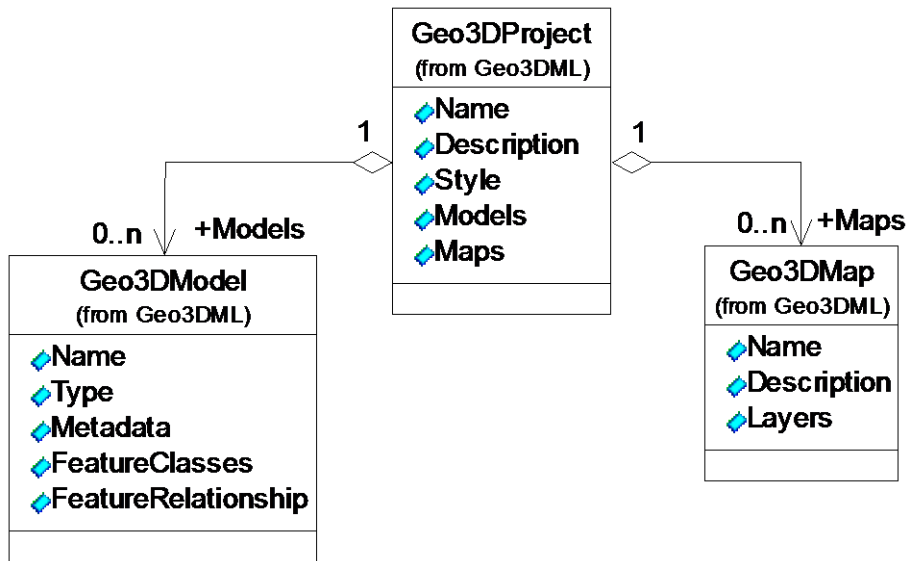 Geo3DProject
(from Geo3DML)
Name
Description
Style
Models
Maps
1
1
0..n
+Models
0..n
+Maps
Geo3DModel
(from Geo3DML)
Name
Type
Metadata
FeatureClasses
FeatureRelationship
Geo3DMap
(from Geo3DML)
Name
Description
Layers